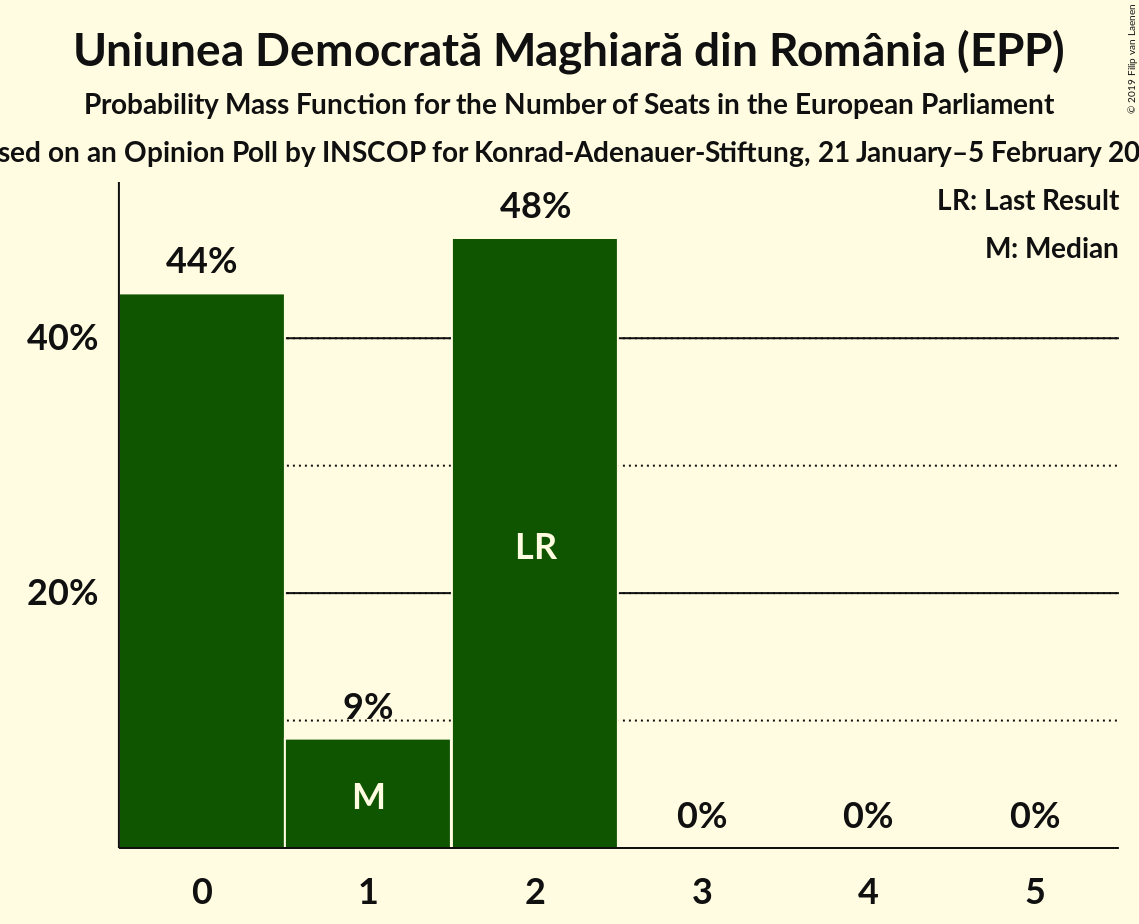 Uniunea Democrată Maghiară din România (EPP)
Probability Mass Function for the Number of Seats in the European Parliament
sed on an Opinion Poll by INSCOP for Konrad-Adenauer-Stiftung, 21 January–5 February 20
© 2019 Filip van Laenen
LR: Last Result
M: Median
48%
44%
40%
LR
20%
9%
M
0% 0% 0%
0 1 2 3 4 5